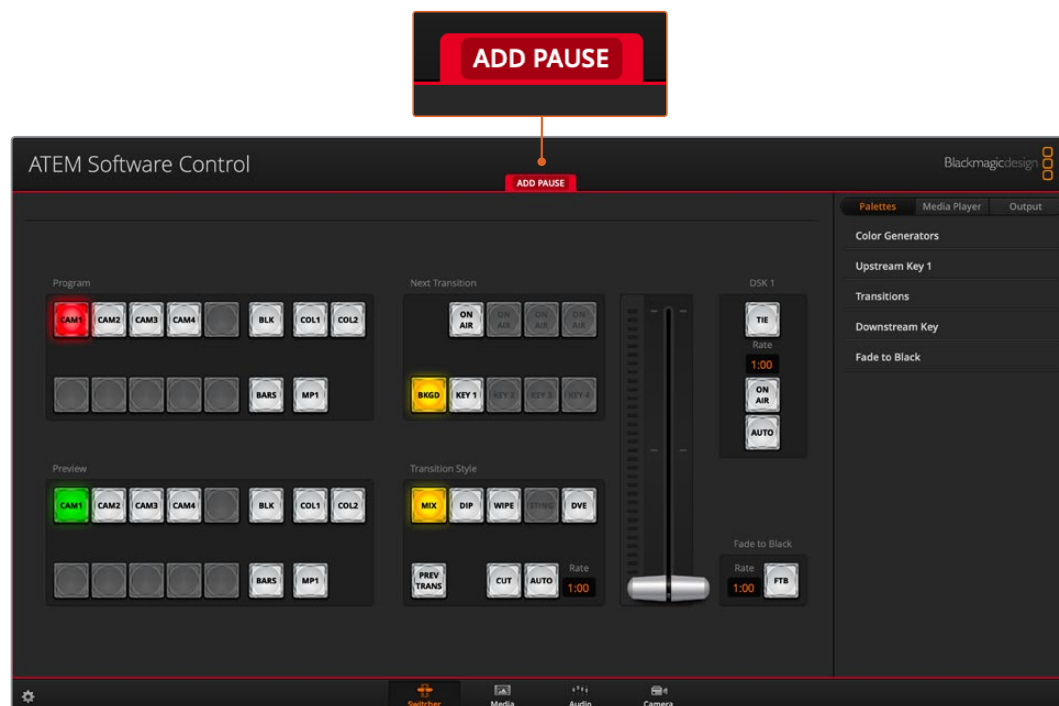 ADD PAUSE
ATEM Software Control
Blackmagicdesign
ADD PAUSE
Palettes Media Player Output
Color Generators
Upstream Key 1
Transitions
Downstream Key
Fade to Black
Program
CAM1 CAM2 CAM3 CAM4 BLK COL1 COL2
BARS MP1
Next Transition
ON AIR ON AIR ON AIR ON AIR
BKGD KEY 1 KEY 2 KEY 3 KEY 4
DSK 1
TIE
Rate
1:00
ON AIR
AUTO
Preview
CAM1 CAM2 CAM3 CAM4 BLK COL1 COL2
BARS MP1
Transition Style
MIX DIP WIPE STING DVE
PREV TRANS CUT AUTO Rate 1:00
Fade to Black
Rate
1:00 FTB
Switcher Media Audio Camera